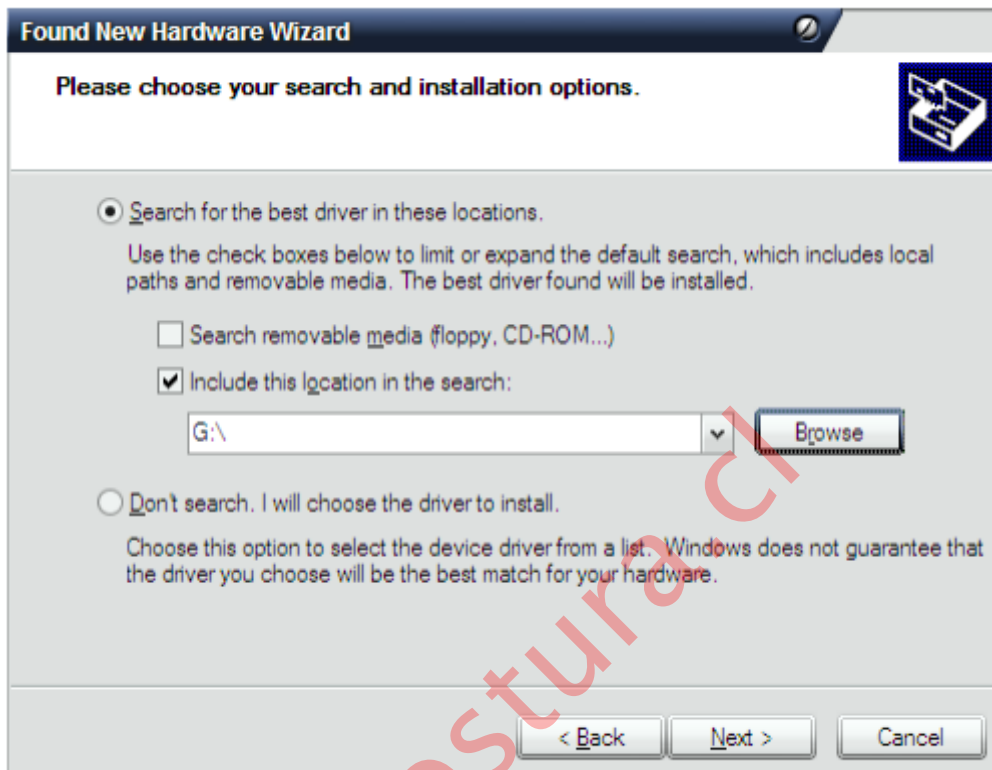 Found New Hardware Wizard
Please choose your search and installation options.
Search for the best driver in these locations.
Use the check boxes below to limit or expand the default search, which includes local
paths and removable media. The best driver found will be installed.
Search removable media (floppy, CD-ROM...)
Include this location in the search:
G:\
Browse
Don't search. I will choose the driver to install.
Choose this option to select the device driver from a list. Windows does not guarantee that
the driver you choose will be the best match for your hardware.
ostura.cl
< Back
Next >
Cancel